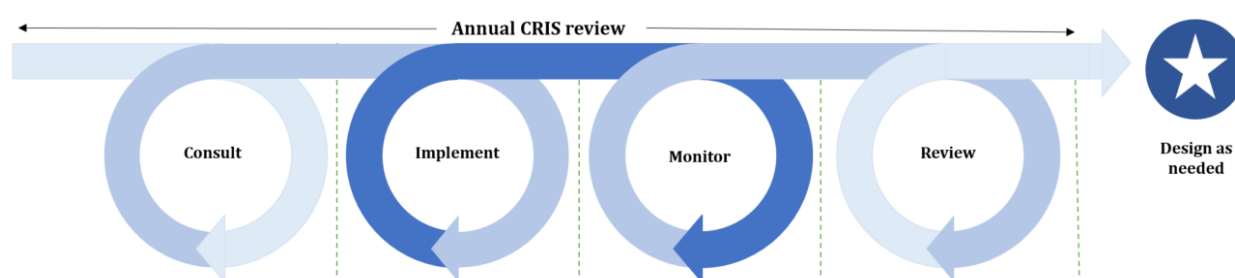 Annual CRIS review
Consult
Implement
Monitor
Review
Design as
needed